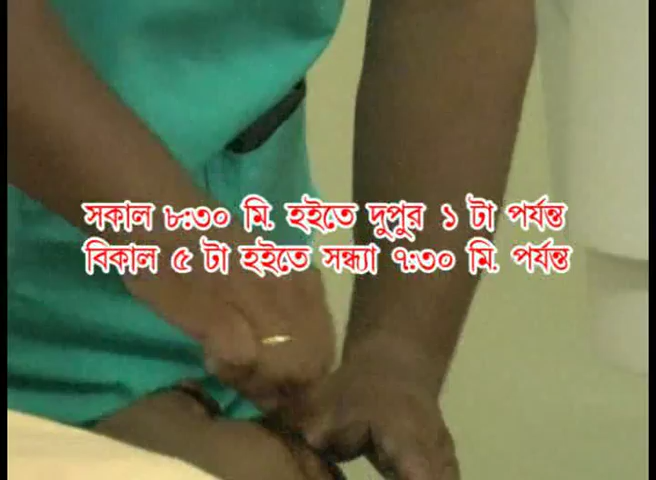 সকাল ৮:৩০ মি. হইতে দুপুর ১ টা পর্যন্ত
বিকাল ৫ টা হইতে সন্ধ্যা ৭:৩০ মি. পর্যন্ত